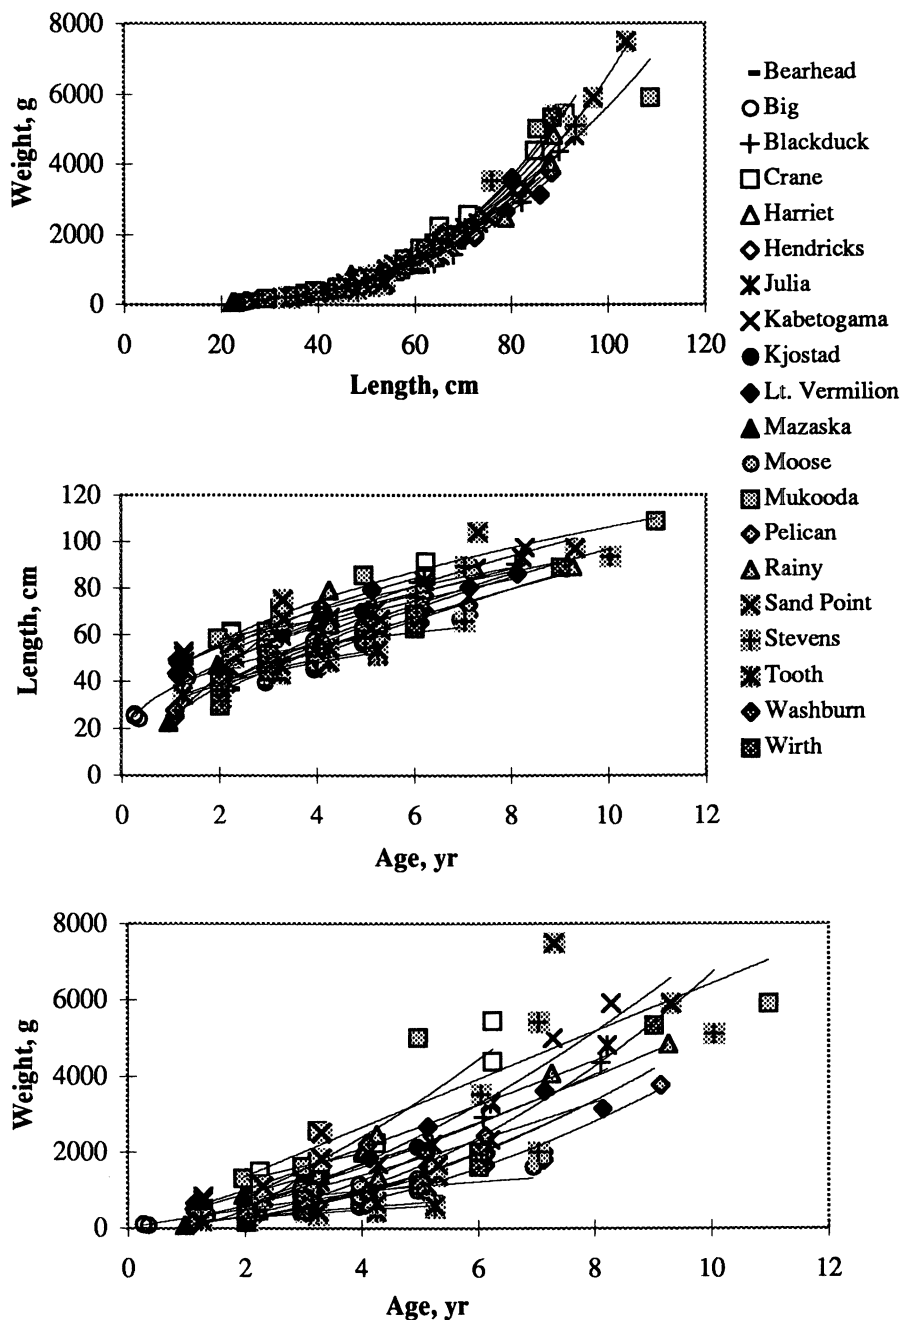 8000
6000
4000
2000
0
Weight, g
0 20 40 60 80 100 120
Length, cm
Bearhead
Big
Blackduck
Crane
Harriet
Hendricks
Julia
Kabetogama
Kjostad
Lt. Vermilion
Mazaska
Moose
Mukooda
Pelican
Rainy
Sand Point
Stevens
Tooth
Washburn
Wirth
120
100
80
60
40
20
0
Length, cm
0 2 4 6 8 10 12
Age, yr
8000
6000
4000
2000
0
Weight, g
0 2 4 6 8 10 12
Age, yr